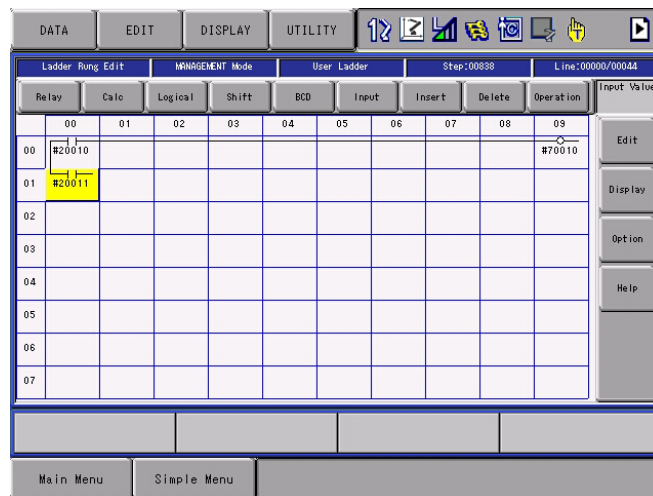 DATA EDIT DISPLAY UTILITY
Ladder Rung Edit MANAGEMENT Mode User Ladder Step:00838 Line:00000/00044
Relay Calc Logical Shift BCD Input Insert Delete Operation Input Value
00 01 02 03 04 05 06 07 08 09
00 #20010 #70010
Edit
01 #20011
Display
02
03
Option
04
Help
05
06
07
Main Menu Simple Menu